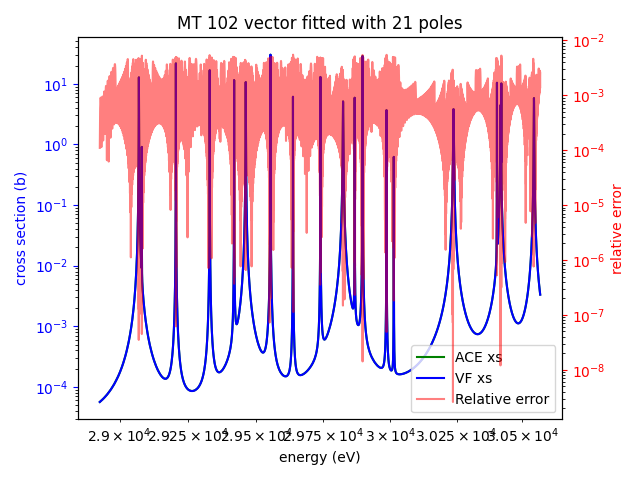 MT 102 vector fitted with 21 poles
10¹
10⁰
10⁻¹
10⁻²
10⁻³
10⁻⁴
cross section (b)
10⁻²
10⁻³
10⁻⁴
10⁻⁵
10⁻⁶
10⁻⁷
10⁻⁸
relative error
ACE xs
VF xs
Relative error
2.9 × 10⁴ 2.925 × 10⁴ 2.95 × 10⁴ 2.975 × 10⁴ 3 × 10⁴ 3.025 × 10⁴ 3.05 × 10⁴
energy (eV)